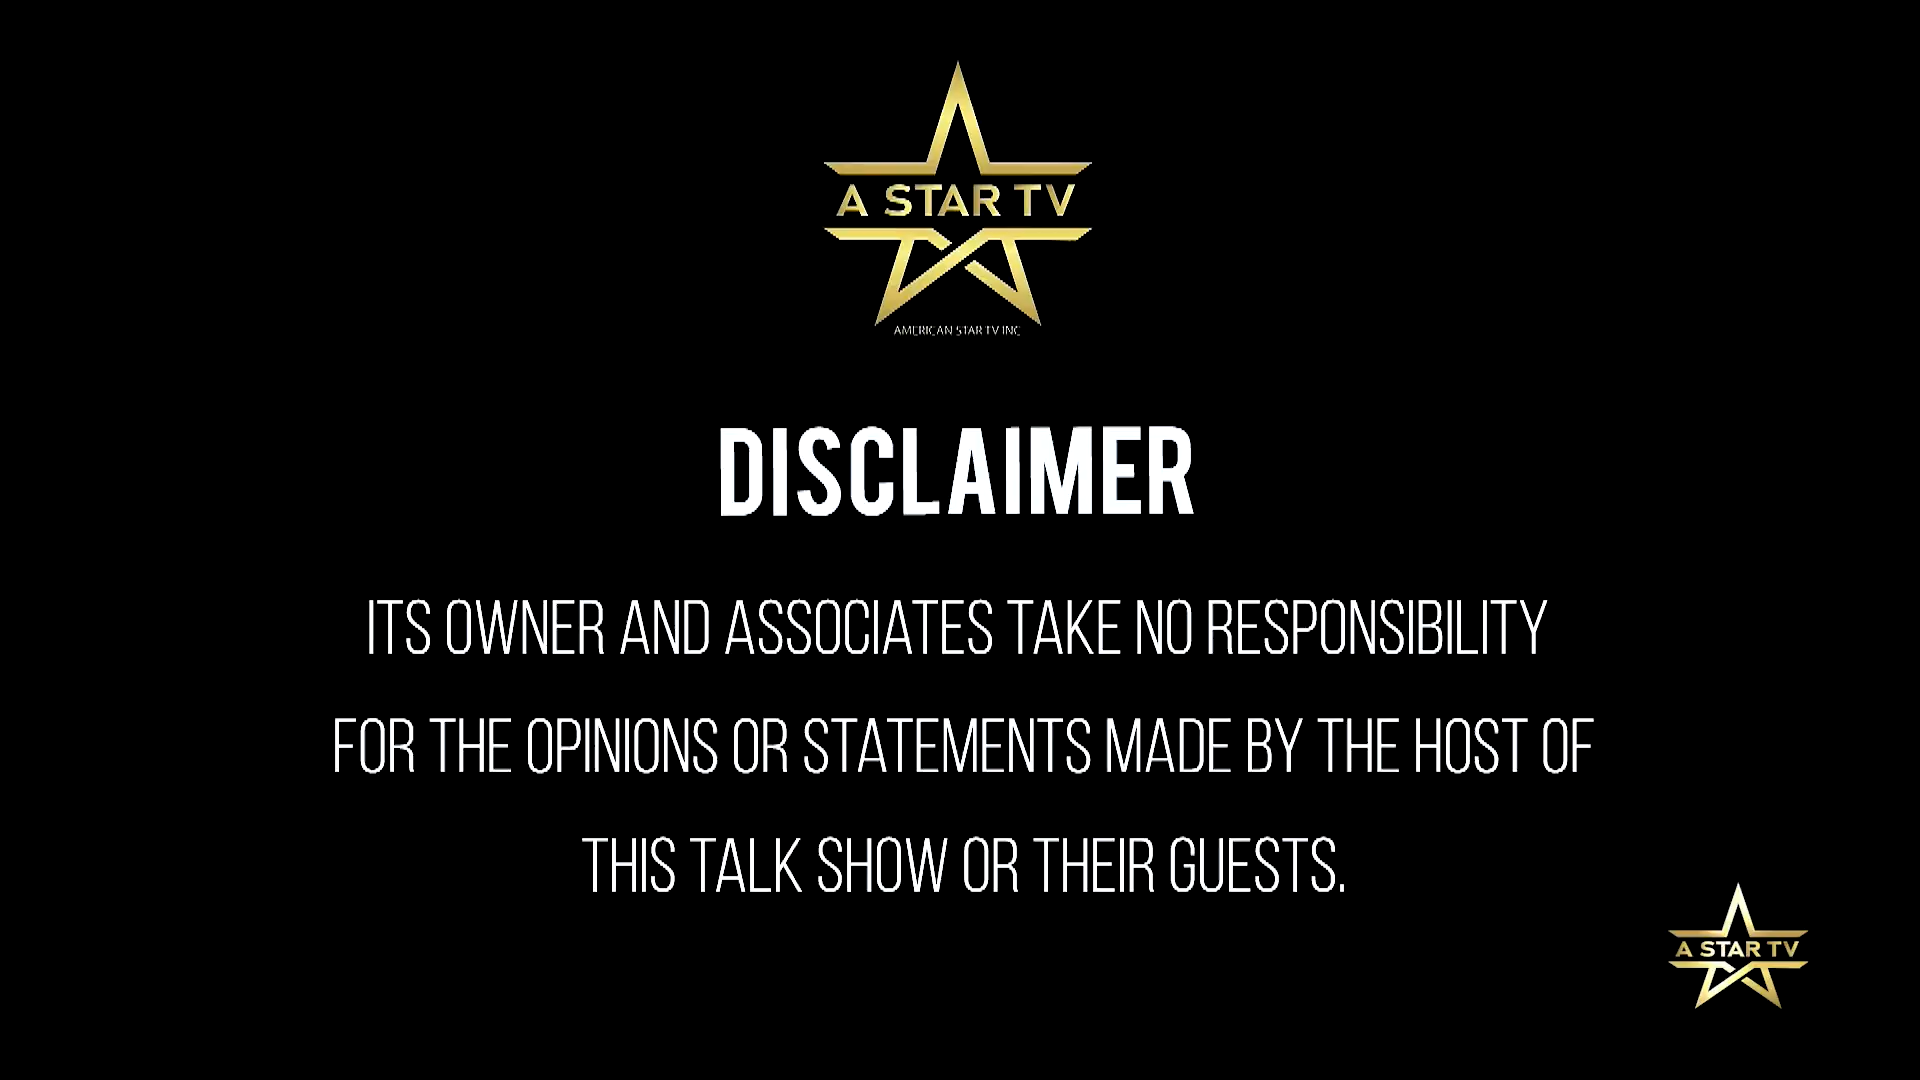 A STAR TV
AMERICAN STAR TV INC
DISCLAIMER
ITS OWNER AND ASSOCIATES TAKE NO RESPONSIBILITY
FOR THE OPINIONS OR STATEMENTS MADE BY THE HOST OF
THIS TALK SHOW OR THEIR GUESTS.
A STAR TV